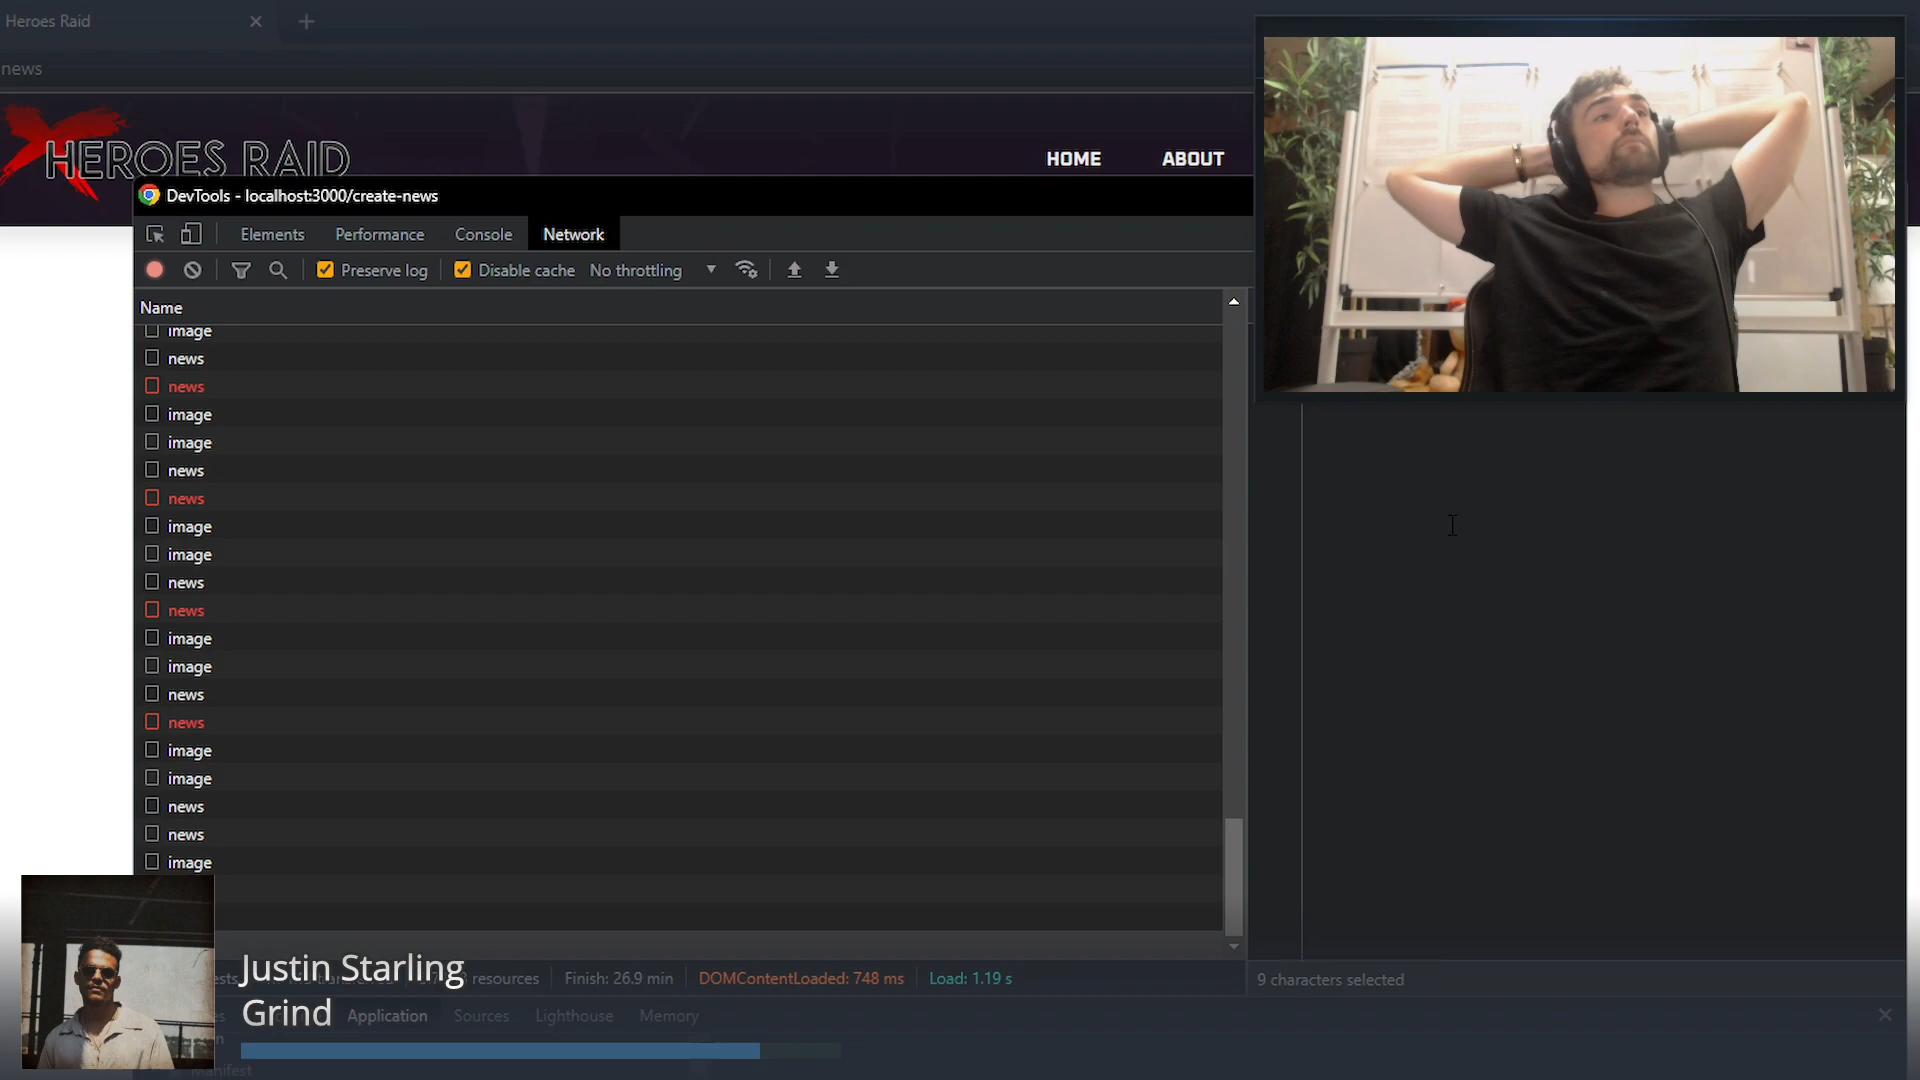 Heroes Raid
news
HEROES RAID
HOME
ABOUT
DevTools - localhost:3000/create-news
Elements
Performance
Console
Network
Preserve log
Disable cache
No throttling
Name
image
news
news
image
image
news
news
image
image
news
news
image
image
news
news
image
image
news
news
image
resources
Finish: 26.9 min
DOMContentLoaded: 748 ms
Load: 1.19 s
9 characters selected
Justin Starling
Grind
Application
Sources
Lighthouse
Memory
Manifest